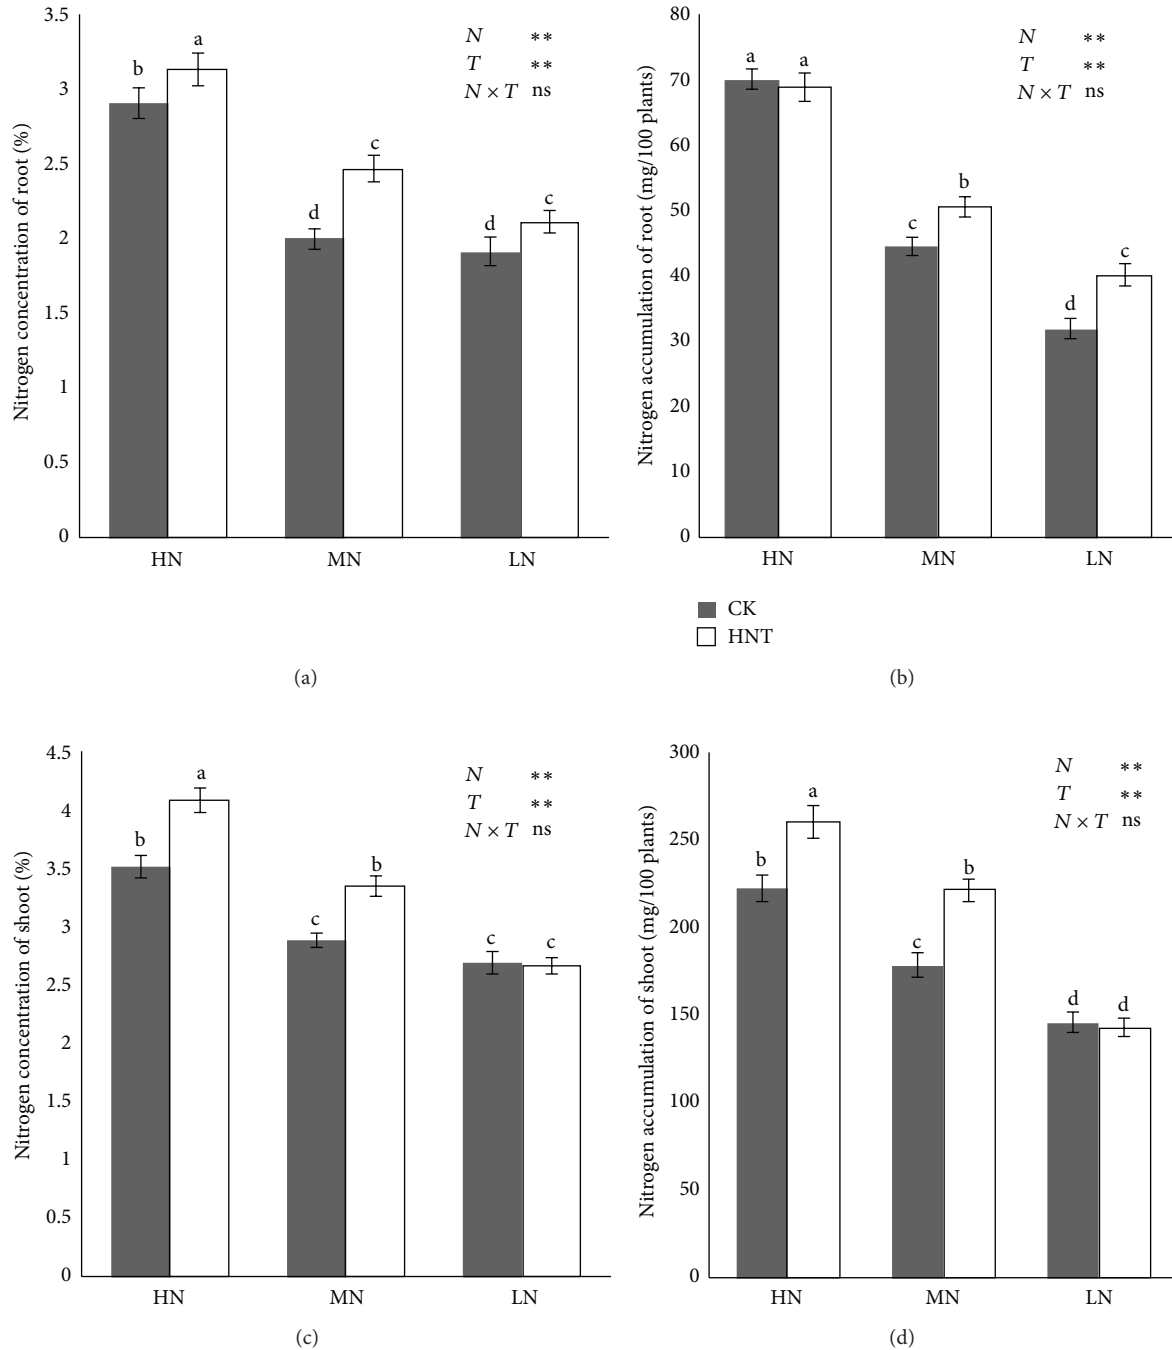 Nitrogen concentration of root (%)
3.5
3
2.5
2
1.5
1
0.5
0
b
a
d
c
d
c
N **
T **
N × T ns
HN MN LN
(a)
Nitrogen accumulation of root (mg/100 plants)
80
70
60
50
40
30
20
10
0
a
a
c
b
d
c
N **
T **
N × T ns
HN MN LN
CK
HNT
(b)
Nitrogen concentration of shoot (%)
4.5
4
3.5
3
2.5
2
1.5
1
0.5
0
b
a
c
b
c
c
N **
T **
N × T ns
HN MN LN
(c)
Nitrogen accumulation of shoot (mg/100 plants)
300
250
200
150
100
50
0
b
a
c
b
d
d
N **
T **
N × T ns
HN MN LN
(d)